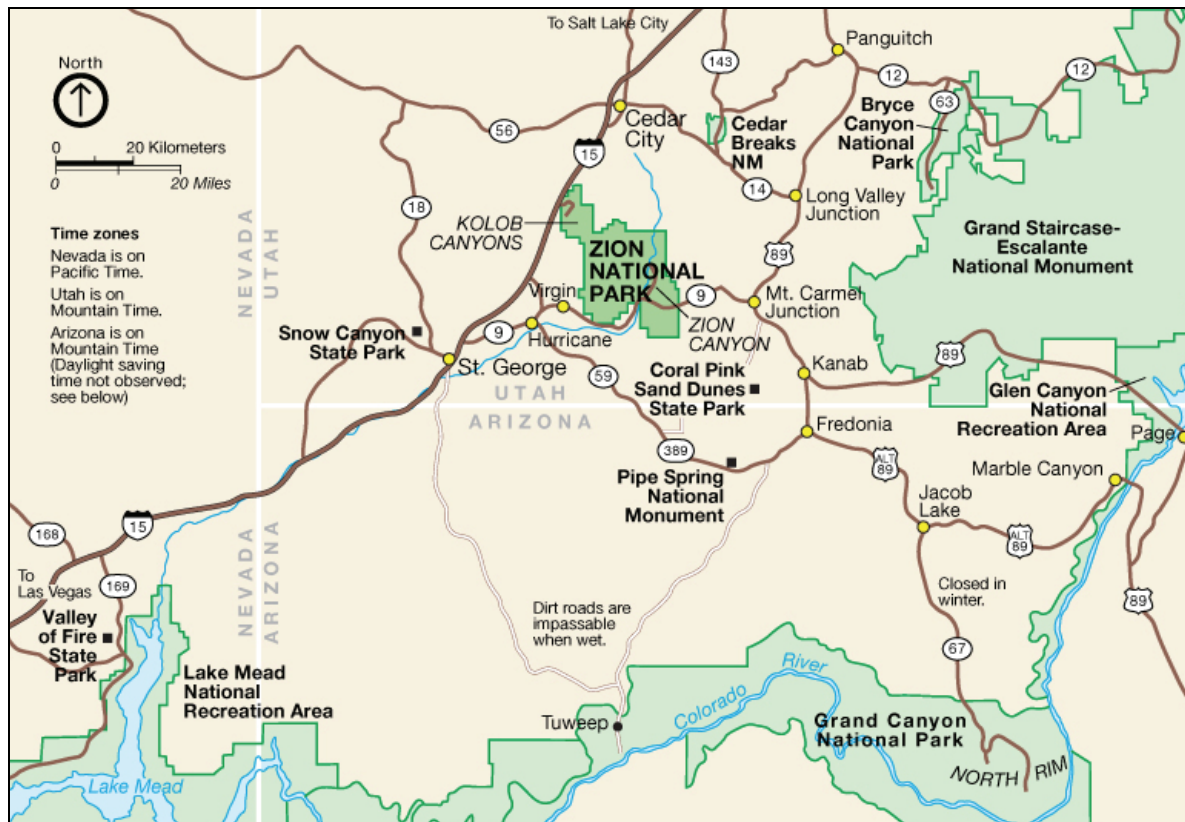 To Salt Lake City
Panguitch
North
143
12
12
63
Bryce
Canyon
National
Park
0 20 Kilometers
0 20 Miles
56
Cedar
City
Cedar
Breaks
NM
15
14
Long Valley
Junction
18
KOLOB
CANYONS
NEVADA
UTAH
Time zones
Nevada is on
Pacific Time.
Utah is on
Mountain Time.
Arizona is on
Mountain Time
(Daylight saving
time not observed;
see below)
ZION
NATIONAL
PARK
89
Grand Staircase-
Escalante
National Monument
Virgin
9
Mt. Carmel
Junction
ZION
CANYON
Snow Canyon
State Park
9
Hurricane
St. George
59
Coral Pink
Sand Dunes
State Park
Kanab
89
Glen Canyon
National
Recreation Area
UTAH
ARIZONA
Fredonia
Page
389
ALT
89
Marble Canyon
Pipe Spring
National
Monument
Jacob
Lake
ALT
89
15
168
NEVADA
ARIZONA
To
Las Vegas
169
Closed in
winter.
89
Valley
of Fire
State
Park
Dirt roads are
impassable
when wet.
67
Lake Mead
National
Recreation Area
Tuweep
Colorado
River
Grand Canyon
National Park
NORTH
RIM
Lake Mead